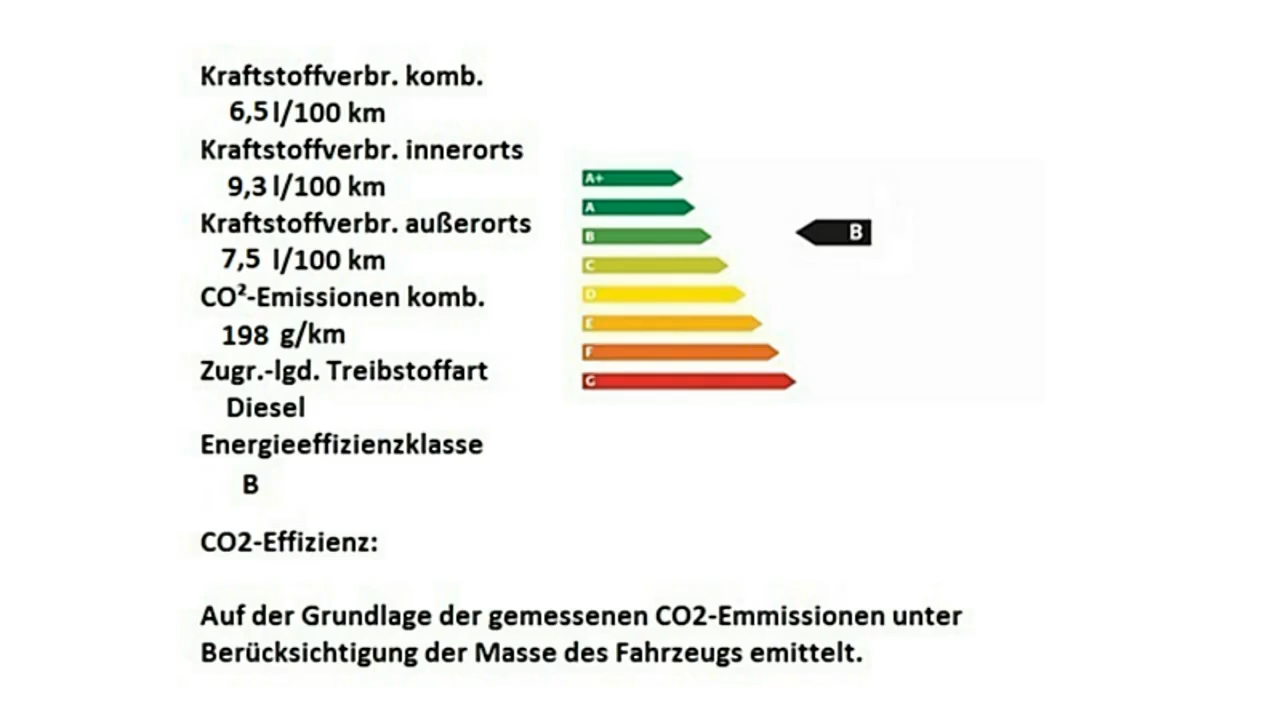 Kraftstoffverbr. komb.
6,5 l/100 km
Kraftstoffverbr. innerorts
9,3 l/100 km
Kraftstoffverbr. außerorts
7,5 l/100 km
CO²-Emissionen komb.
198 g/km
Zugr.-lgd. Treibstoffart
Diesel
Energieeffizienzklasse
B
A+
A
B
C
D
E
F
G
B
CO2-Effizienz:
Auf der Grundlage der gemessenen CO2-Emmissionen unter
Berücksichtigung der Masse des Fahrzeugs emittelt.